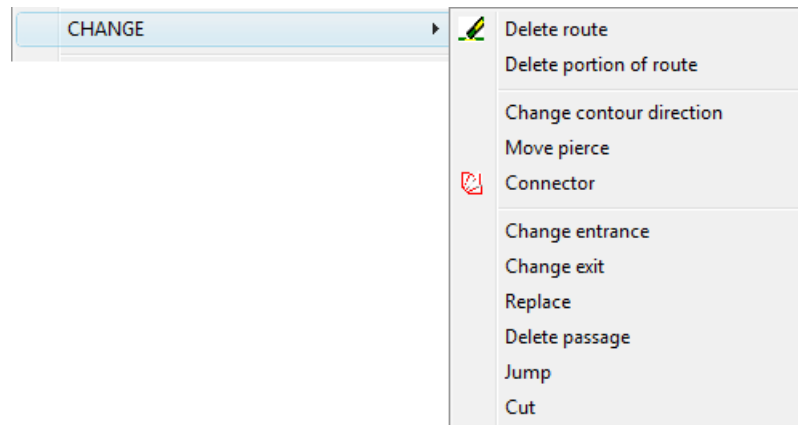 CHANGE
Delete route
Delete portion of route
Change contour direction
Move pierce
Connector
Change entrance
Change exit
Replace
Delete passage
Jump
Cut